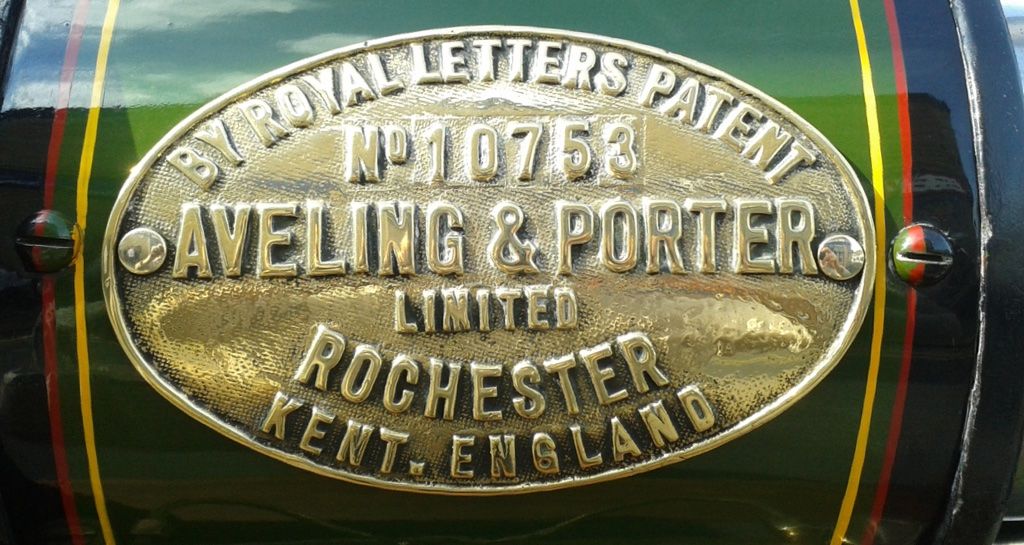 BY ROYAL LETTERS PATENT
No 10753
AVELING & PORTER
LIMITED
ROCHESTER
KENT. ENGLAND